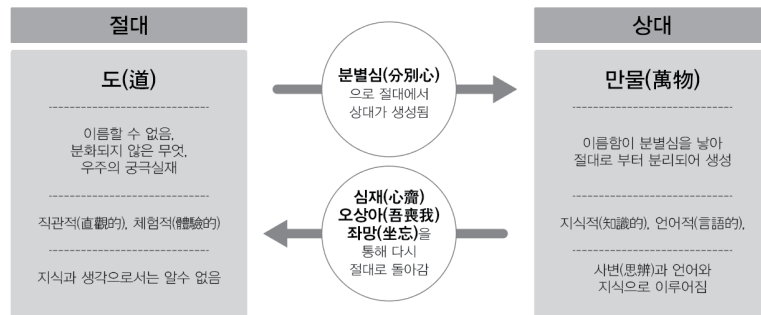 절대
도(道)
이름할 수 없음,
분화되지 않은 무엇,
우주의 궁극실재
직관적(直觀的), 체험적(體驗的)
지식과 생각으로서는 알수 없음
분별심(分別心)
으로 절대에서
상대가 생성됨
심재(心齋)
오상아(吾喪我)
좌망(坐忘)을
통해 다시
절대로 돌아감
상대
만물(萬物)
이름함이 분별심을 낳아
절대로 부터 분리되어 생성
지식적(知識的), 언어적(言語的),
사변(思辨)과 언어와
지식으로 이루어짐